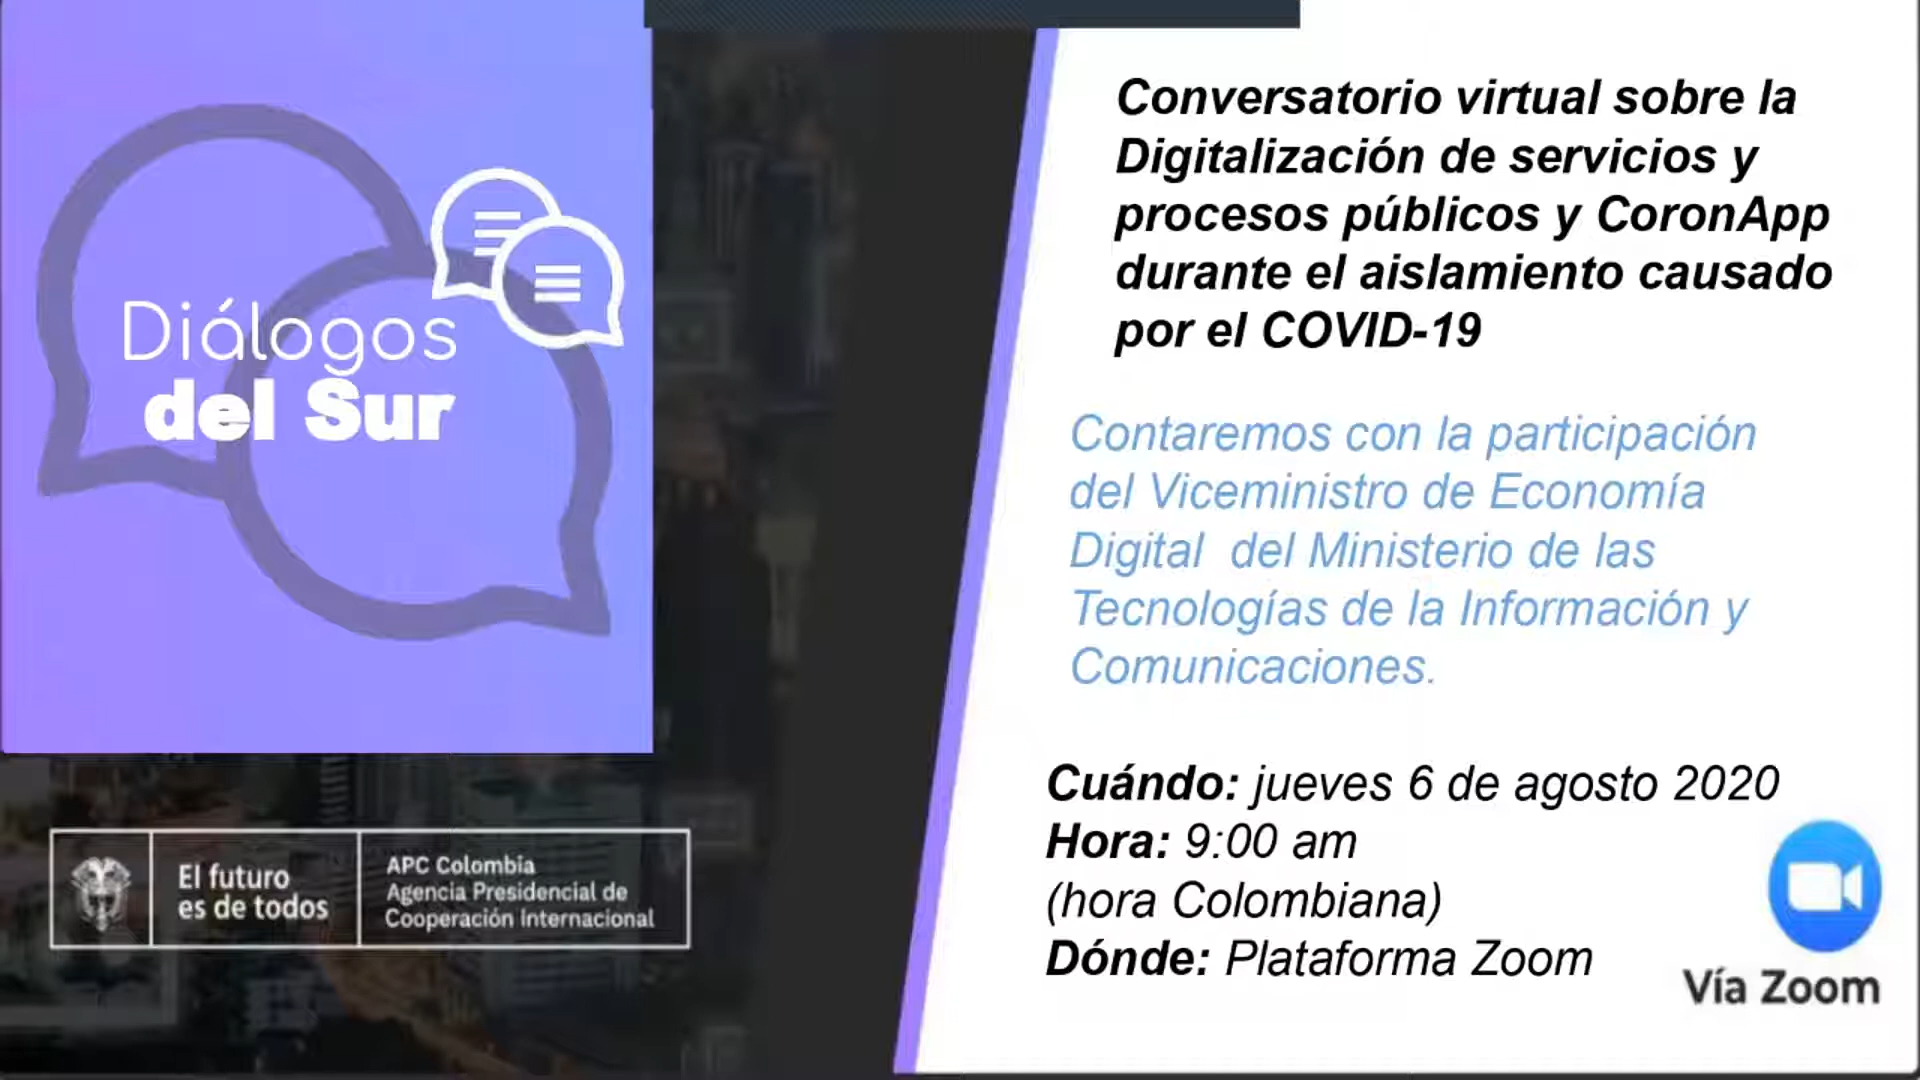 Diálogos
del Sur
El futuro
es de todos
APC Colombia
Agencia Presidencial de
Cooperación Internacional
Conversatorio virtual sobre la
Digitalización de servicios y
procesos públicos y CoronApp
durante el aislamiento causado
por el COVID-19
Contaremos con la participación
del Viceministro de Economía
Digital del Ministerio de las
Tecnologías de la Información y
Comunicaciones.
Cuándo: jueves 6 de agosto 2020
Hora: 9:00 am
(hora Colombiana)
Dónde: Plataforma Zoom
Vía Zoom